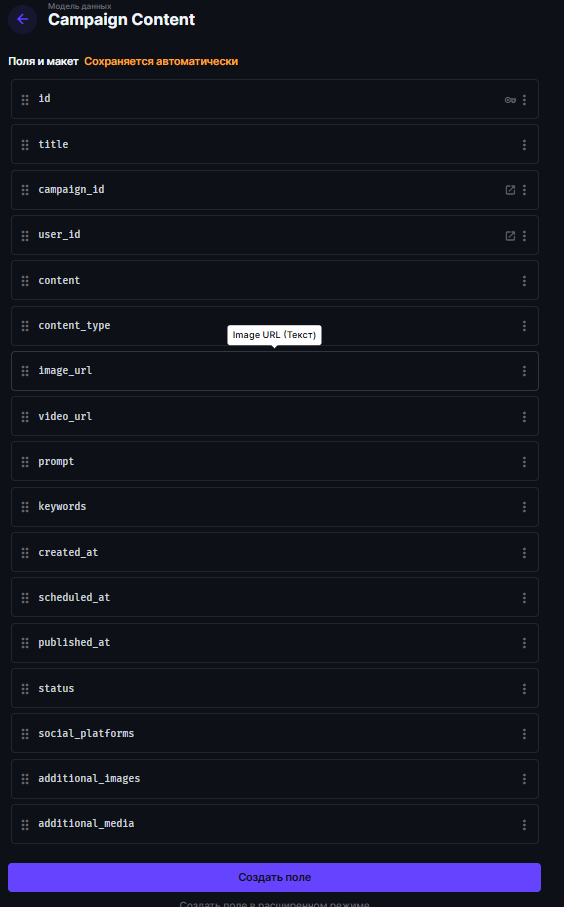 Модель данных
Campaign Content
Поля и макет Сохраняется автоматически
id
title
campaign_id
user_id
content
content_type
Image URL (Текст)
image_url
video_url
prompt
keywords
created_at
scheduled_at
published_at
status
social_platforms
additional_images
additional_media
Создать поле
Создать поле в расширенном режиме